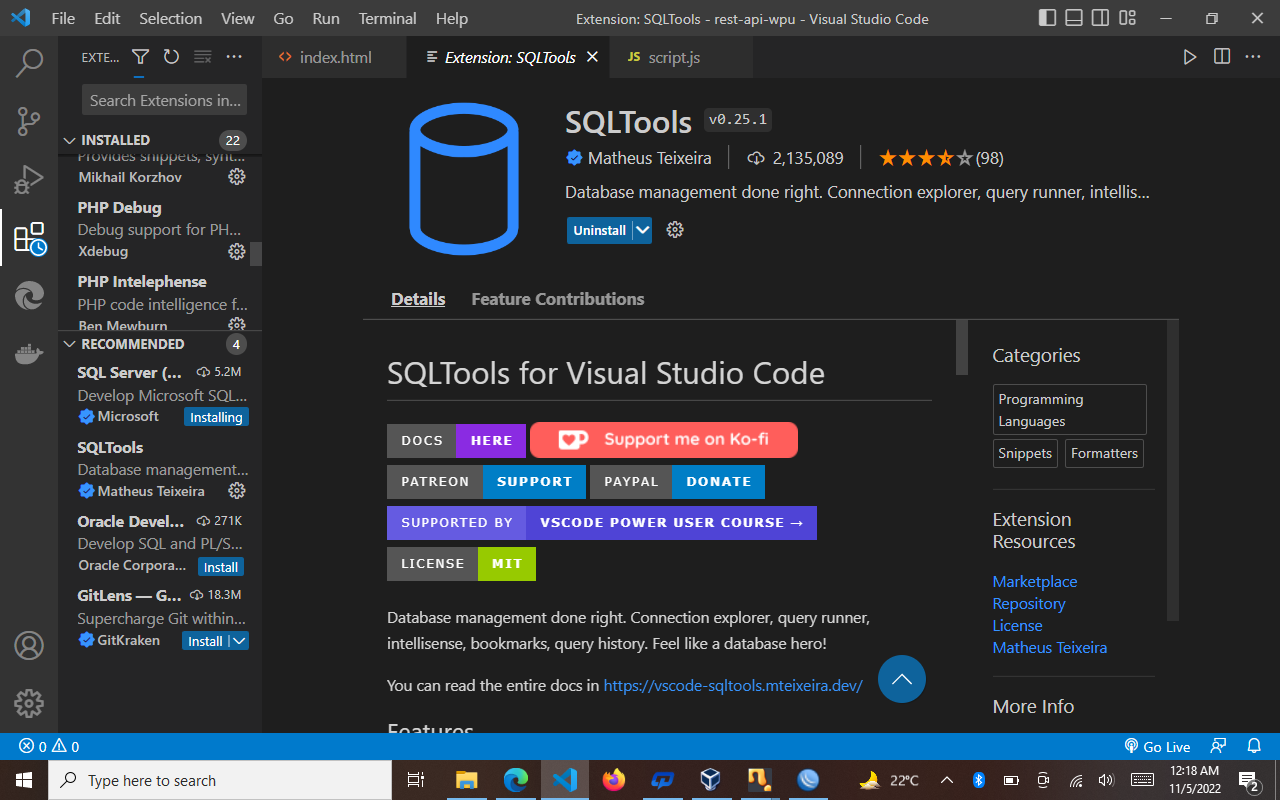 File Edit Selection View Go Run Terminal Help
Extension: SQLTools - rest-api-wpu - Visual Studio Code
EXTE...
index.html
Extension: SQLTools
JS script.js
Search Extensions in...
INSTALLED 22
Provides snippets, synt...
Mikhail Korzhov
PHP Debug
Debug support for PH...
Xdebug
PHP Intelephense
PHP code intelligence f...
Ben Mewburn
RECOMMENDED 4
SQL Server (... 5.2M
Develop Microsoft SQL...
Microsoft Installing
SQLTools
Database management...
Matheus Teixeira
Oracle Devel... 271K
Develop SQL and PL/S...
Oracle Corpora... Install
GitLens — G... 18.3M
Supercharge Git within...
GitKraken Install
SQLTools v0.25.1
Matheus Teixeira 2,135,089 (98)
Database management done right. Connection explorer, query runner, intellis...
Uninstall
Details Feature Contributions
SQLTools for Visual Studio Code
DOCS HERE Support me on Ko-fi
PATREON SUPPORT PAYPAL DONATE
SUPPORTED BY VSCODE POWER USER COURSE →
LICENSE MIT
Database management done right. Connection explorer, query runner,
intellisense, bookmarks, query history. Feel like a database hero!
You can read the entire docs in https://vscode-sqltools.mteixeira.dev/
Features
Categories
Programming
Languages
Snippets Formatters
Extension
Resources
Marketplace
Repository
License
Matheus Teixeira
More Info
0 0
Go Live
Type here to search
22°C
12:18 AM
11/5/2022
2